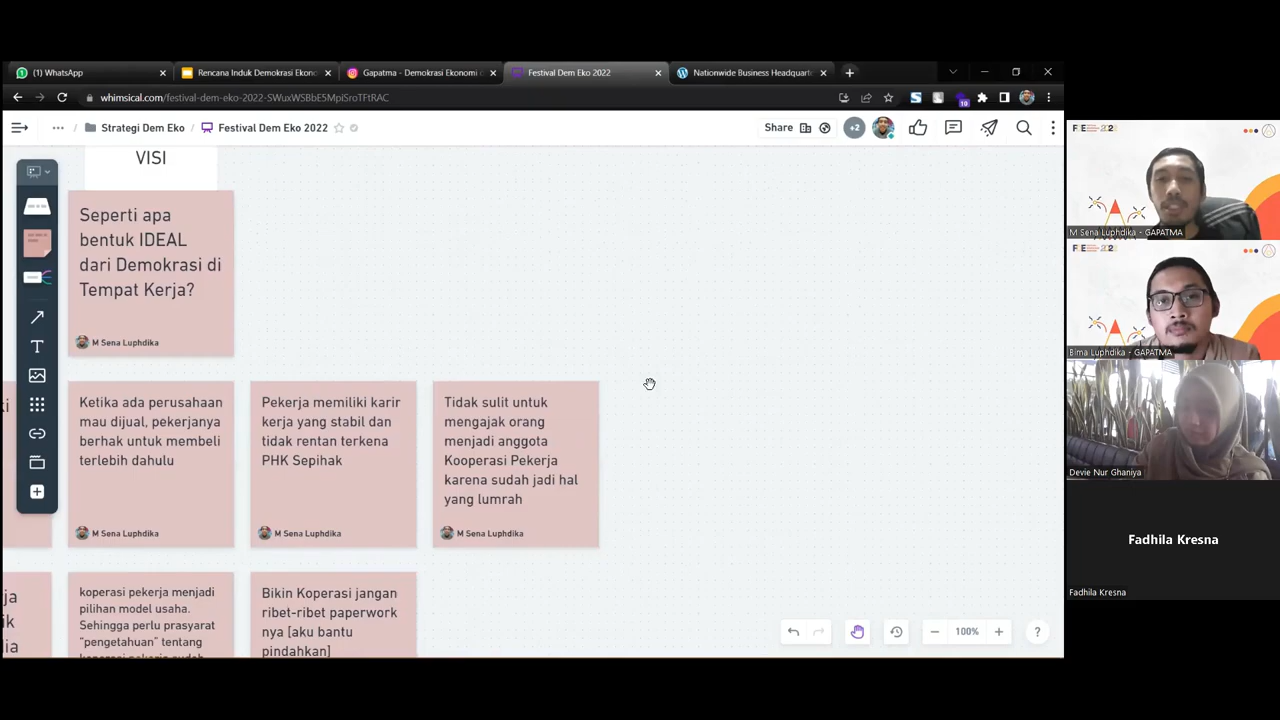 (1) WhatsApp
Rencana Induk Demokrasi Ekono
Gapatma - Demokrasi Ekonomi
Festival Dem Eko 2022
Nationwide Business Headquarte
whimsical.com/festival-dem-eko-2022-SWuxWSBbE5MpiSroTFtRAC
Strategi Dem Eko / Festival Dem Eko 2022
Share
+2
VISI
Seperti apa
bentuk IDEAL
dari Demokrasi di
Tempat Kerja?
M Sena Luphdika
Ketika ada perusahaan
mau dijual, pekerjanya
berhak untuk membeli
terlebih dahulu
M Sena Luphdika
Pekerja memiliki karir
kerja yang stabil dan
tidak rentan terkena
PHK Sepihak
M Sena Luphdika
Tidak sulit untuk
mengajak orang
menjadi anggota
Kooperasi Pekerja
karena sudah jadi hal
yang lumrah
M Sena Luphdika
koperasi pekerja menjadi
pilihan model usaha.
Sehingga perlu prasyarat
"pengetahuan" tentang
koperasi pekerja sudah
Bikin Koperasi jangan
ribet-ribet paperwork
nya [aku bantu
pindahkan]
100%
M Sena Luphdika - GAPATMA
Bima Luphdika - GAPATMA
Devie Nur Ghaniya
Fadhila Kresna
Fadhila Kresna